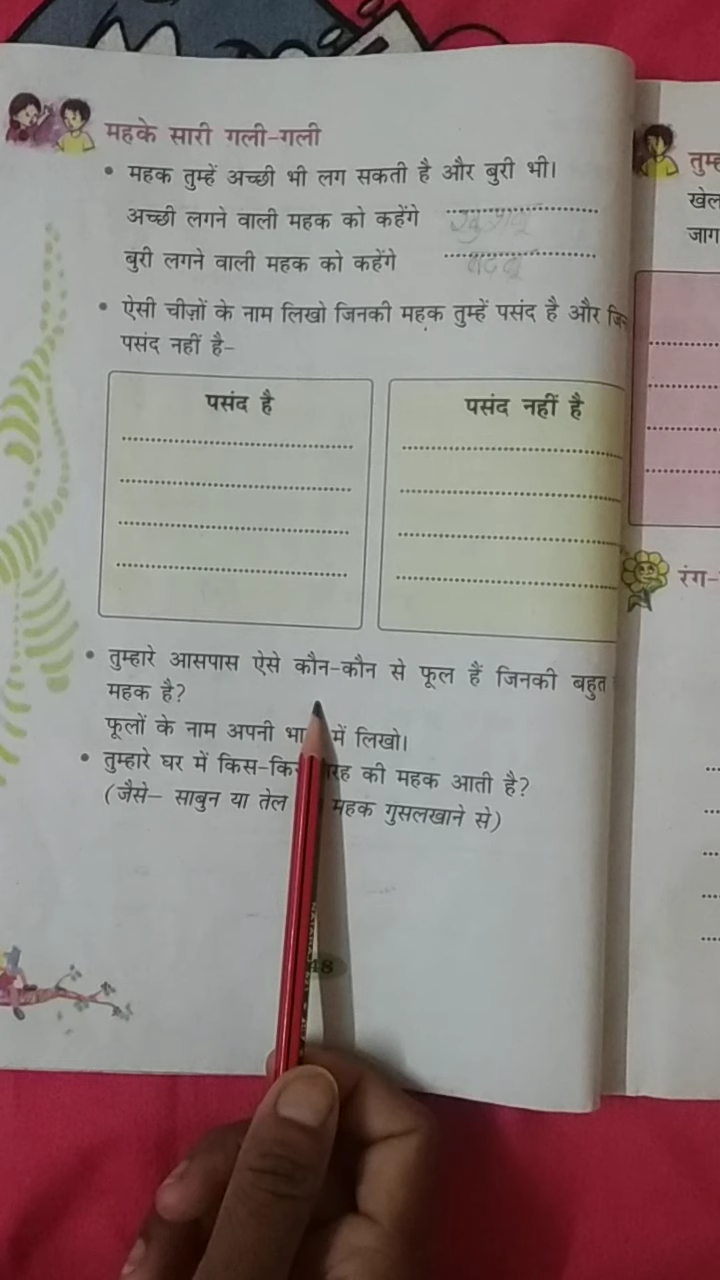 महके सारी गली-गली
• महक तुम्हें अच्छी भी लग सकती है और बुरी भी।
अच्छी लगने वाली महक को कहेंगे ....................
बुरी लगने वाली महक को कहेंगे ....................
• ऐसी चीज़ों के नाम लिखो जिनकी महक तुम्हें पसंद है और
पसंद नहीं है–
पसंद है
पसंद नहीं है
• तुम्हारे आसपास ऐसे कौन-कौन से फूल हैं जिनकी बहुत
महक है?
फूलों के नाम अपनी में लिखो।
• तुम्हारे घर में की महक आती है?
(जैसे– साबुन या तेल महक गुसलखाने से)
खेल
जाग
रंग-